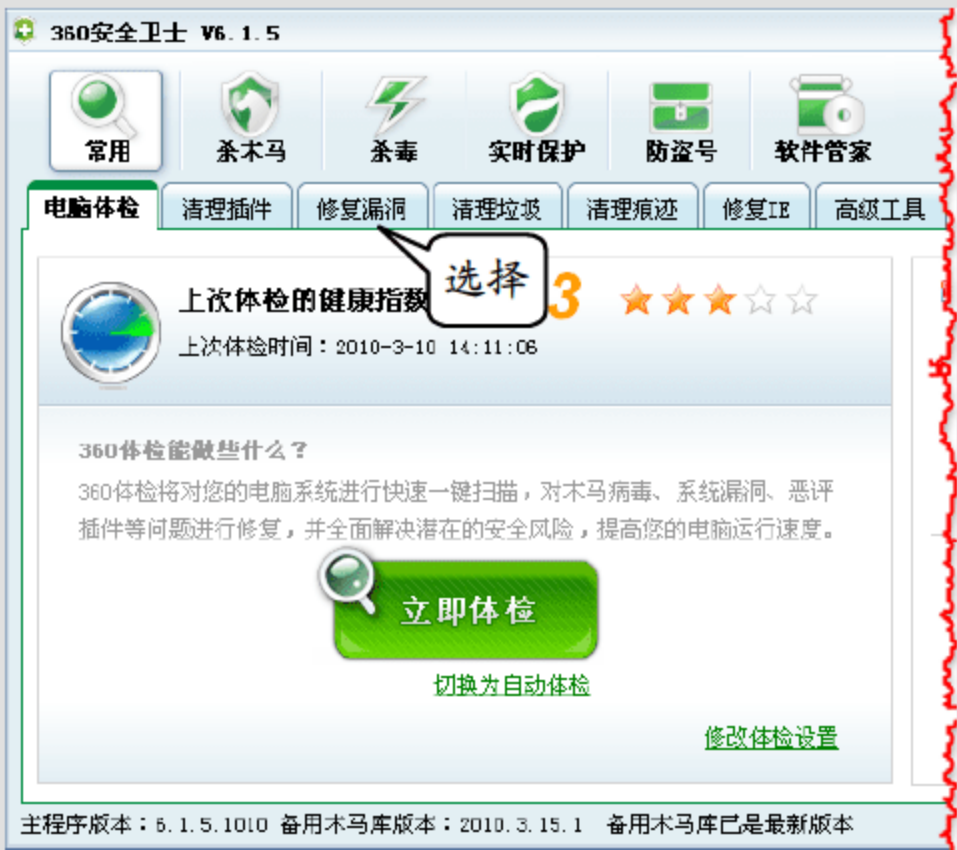 360安全卫士 V6.1.5
常用 杀木马 杀毒 实时保护 防盗号 软件管家
电脑体检 清理插件 修复漏洞 清理垃圾 清理痕迹 修复IE 高级工具
选择
上次体检的健康指数 3
上次体检时间：2010-3-10 14:11:06
360体检能做些什么？
360体检将对您的电脑系统进行快速一键扫描，对木马病毒、系统漏洞、恶评
插件等问题进行修复，并全面解决潜在的安全风险，提高您的电脑运行速度。
立即体检
切换为自动体检
修改体检设置
主程序版本：6.1.5.1010 备用木马库版本：2010.3.15.1 备用木马库已是最新版本